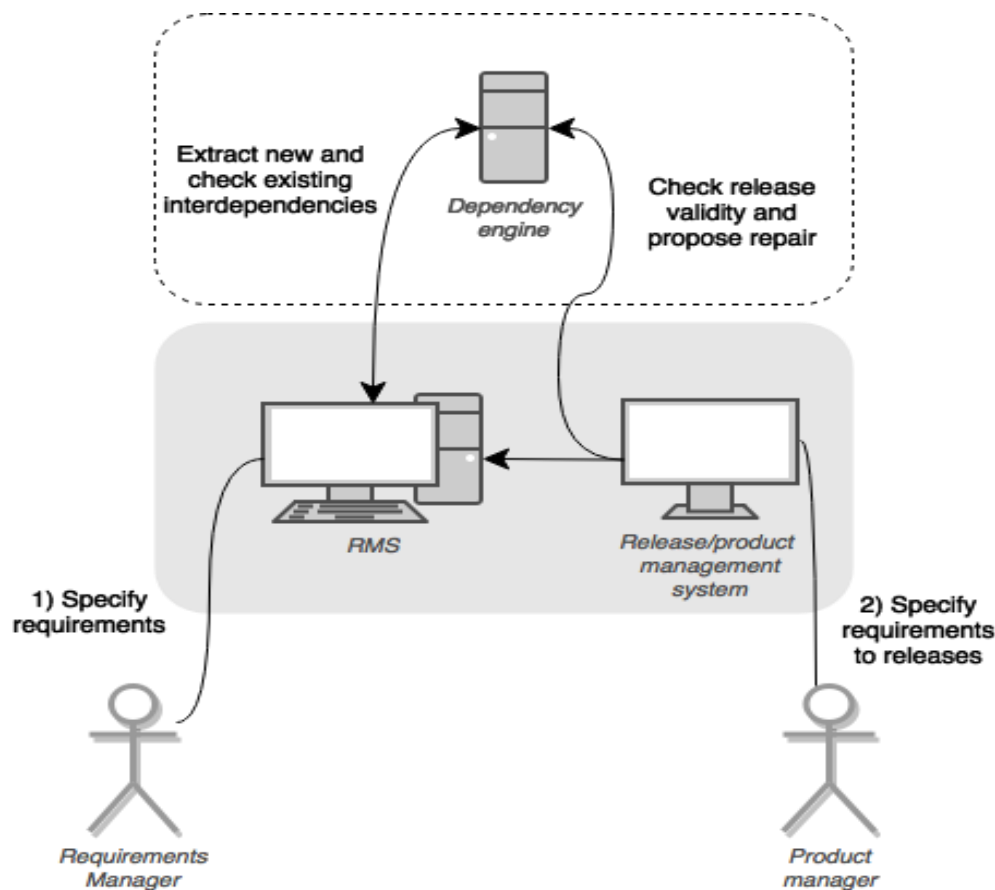 Extract new and
check existing
interdependencies
Dependency
engine
Check release
validity and
propose repair
RMS
Release/product
management
system
1) Specify
requirements
2) Specify
requirements
to releases
Requirements
Manager
Product
manager